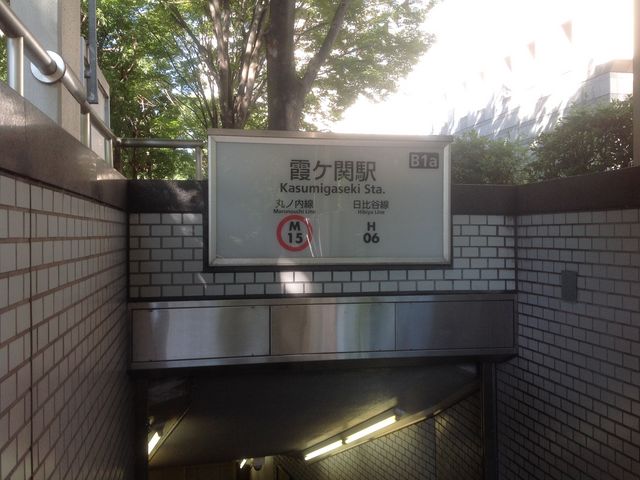 霞ケ関駅
B1a
Kasumigaseki Sta.
丸ノ内線
Marunouchi Line
M
15
日比谷線
Hibiya Line
H
06